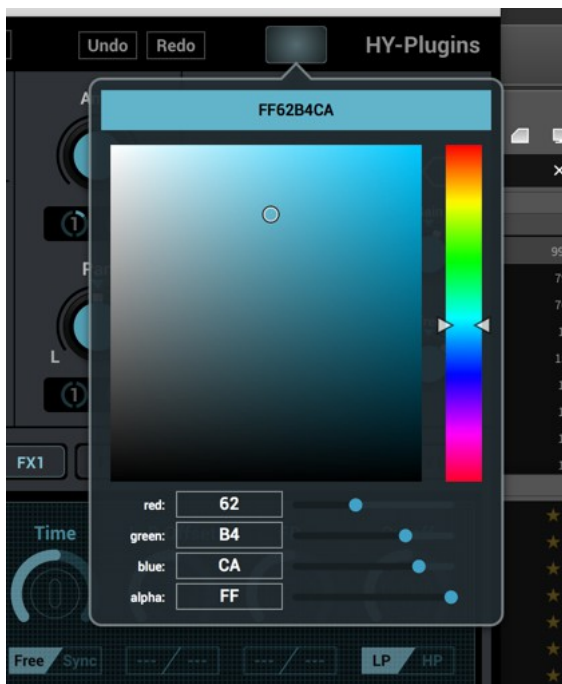 Undo Redo HY-Plugins
FF62B4CA
L
FX1
red: 62
green: B4
blue: CA
alpha: FF
Time
0
Free Sync --- / --- --- / --- LP HP